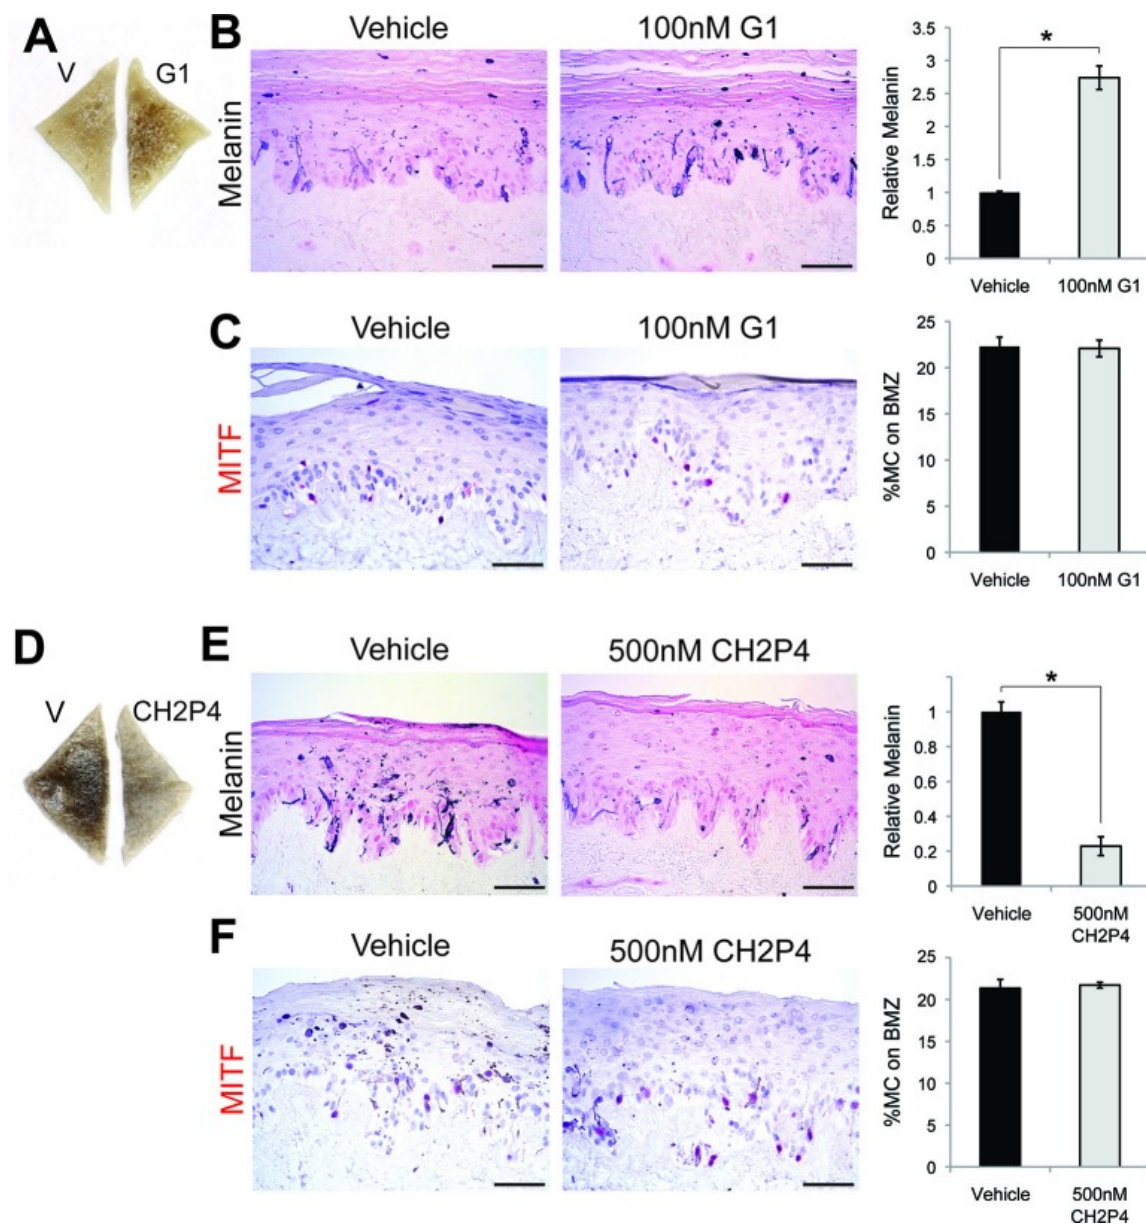 A
V
G1
B
Vehicle
100nM G1
Melanin
Relative Melanin
3.5
3
2.5
2
1.5
1
0.5
0
*
Vehicle
100nM G1
C
Vehicle
100nM G1
MITF
%MC on BMZ
25
20
15
10
5
0
Vehicle
100nM G1
D
V
CH2P4
E
Vehicle
500nM CH2P4
Melanin
Relative Melanin
1
0.8
0.6
0.4
0.2
0
*
Vehicle
500nM
CH2P4
F
Vehicle
500nM CH2P4
MITF
%MC on BMZ
25
20
15
10
5
0
Vehicle
500nM
CH2P4